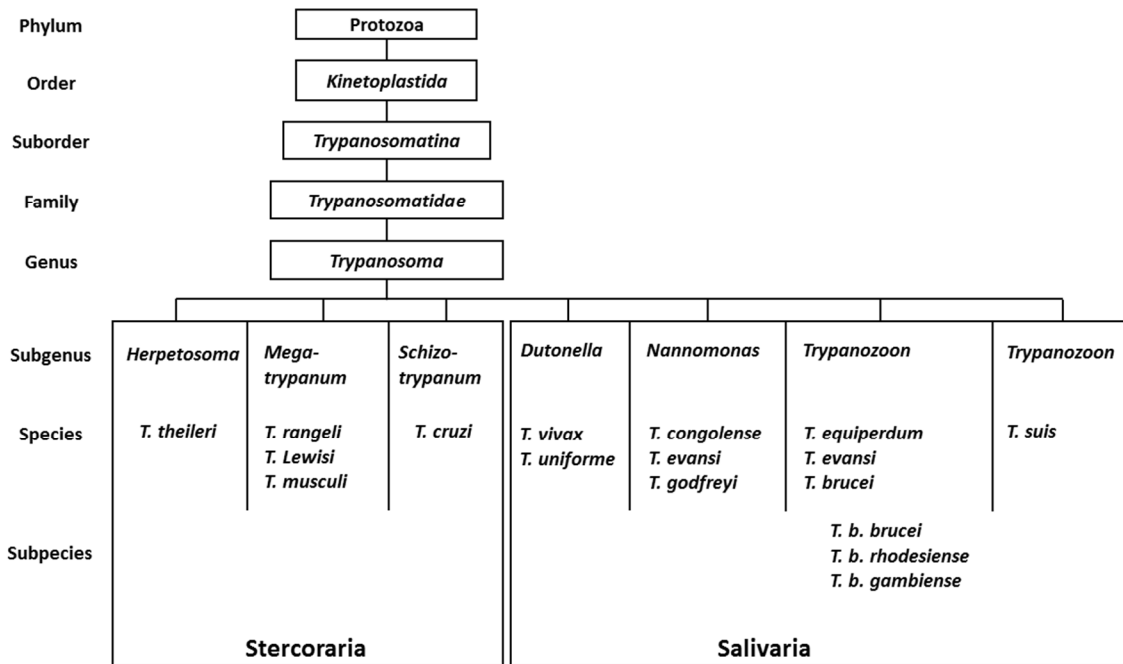 Phylum Protozoa
Order Kinetoplastida
Suborder Trypanosomatina
Family Trypanosomatidae
Genus Trypanosoma
Subgenus Herpetosoma Mega- Schizo- Dutonella Nannomonas Trypanozoon Trypanozoon
trypanum trypanum
Species T. theileri T. rangeli T. cruzi T. vivax T. congolense T. equiperdum T. suis
T. Lewisi T. uniforme T. evansi T. evansi
T. musculi T. godfreyi T. brucei
T. b. brucei
Subpecies T. b. rhodesiense
T. b. gambiense
Stercoraria Salivaria